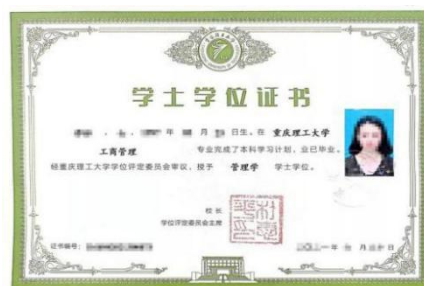 学士学位证书
年 月 日生。在 重庆理工大学
工商管理 专业完成了本科学习计划，业已毕业。
经重庆理工大学学位评定委员会审议，授予 管理学 学士学位。
校长
学位评定委员会主席
证书编号：
年 月 日